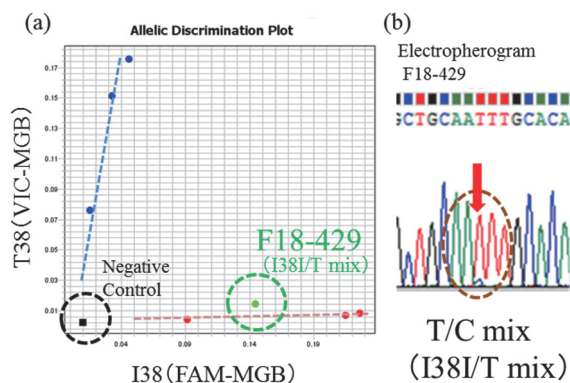 (a)
Allelic Discrimination Plot
T38(VIC-MGB)
0.17
0.15
0.13
0.11
0.09
0.07
0.05
0.03
0.01
Negative
Control
F18-429
(I38I/T mix)
0.04
0.09
0.14
0.19
I38(FAM-MGB)
(b)
Electropherogram
F18-429
GCTGCAATTTGCACA
T/C mix
(I38I/T mix)